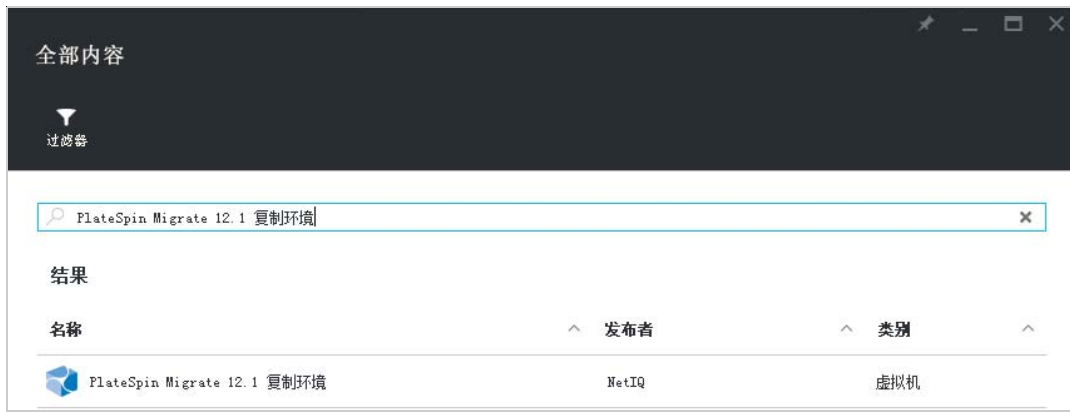 全部内容
过滤器
PlateSpin Migrate 12.1 复制环境
结果
名称 发布者 类别
PlateSpin Migrate 12.1 复制环境 NetIQ 虚拟机